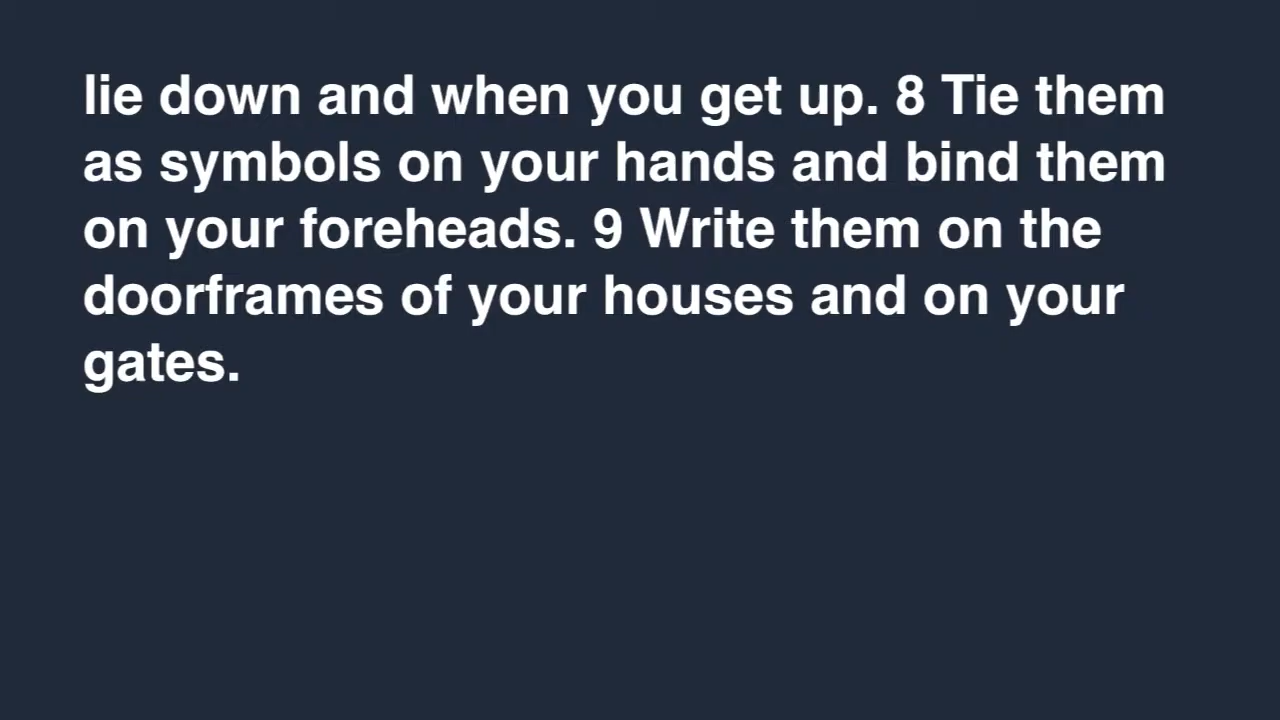 lie down and when you get up. 8 Tie them
as symbols on your hands and bind them
on your foreheads. 9 Write them on the
doorframes of your houses and on your
gates.